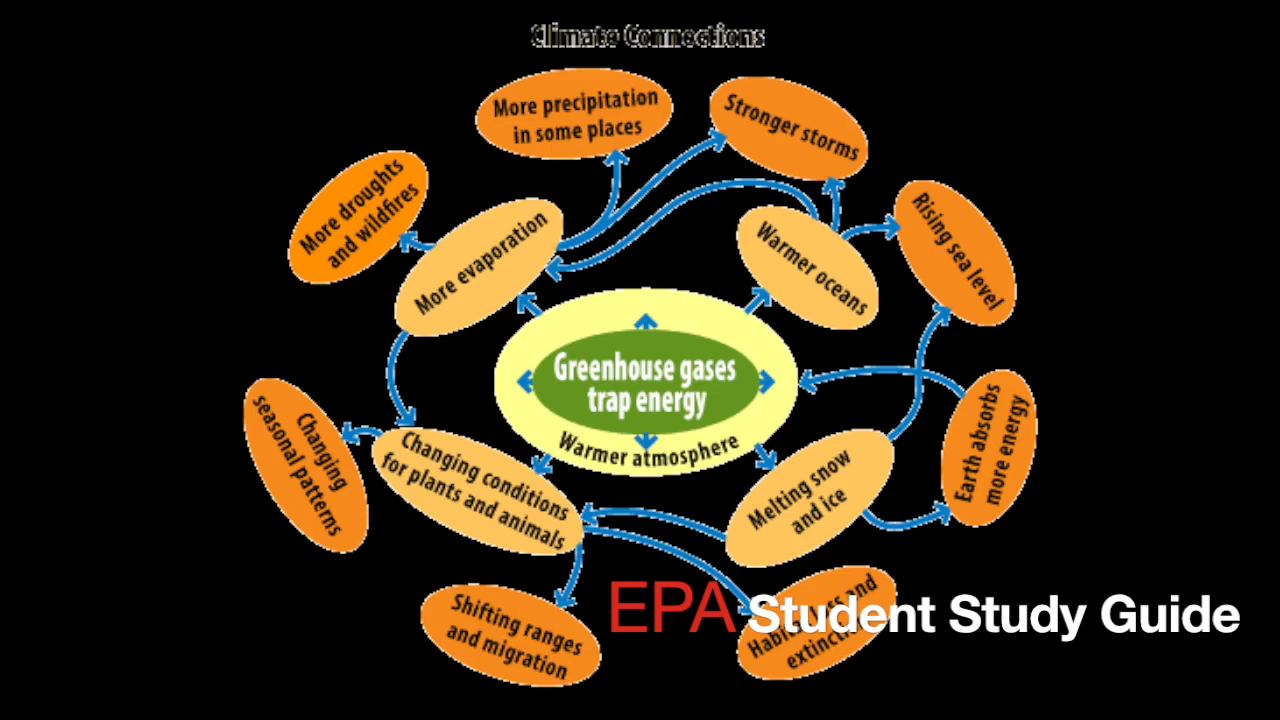 Climate Connections
More precipitation
in some places
Stronger storms
More droughts
and wildfires
More evaporation
Warmer oceans
Rising sea level
Greenhouse gases
trap energy
Warmer atmosphere
Changing
seasonal patterns
Changing conditions
for plants and animals
Melting snow
and ice
Earth absorbs
more energy
Shifting ranges
and migration
and
EPA Student Study Guide